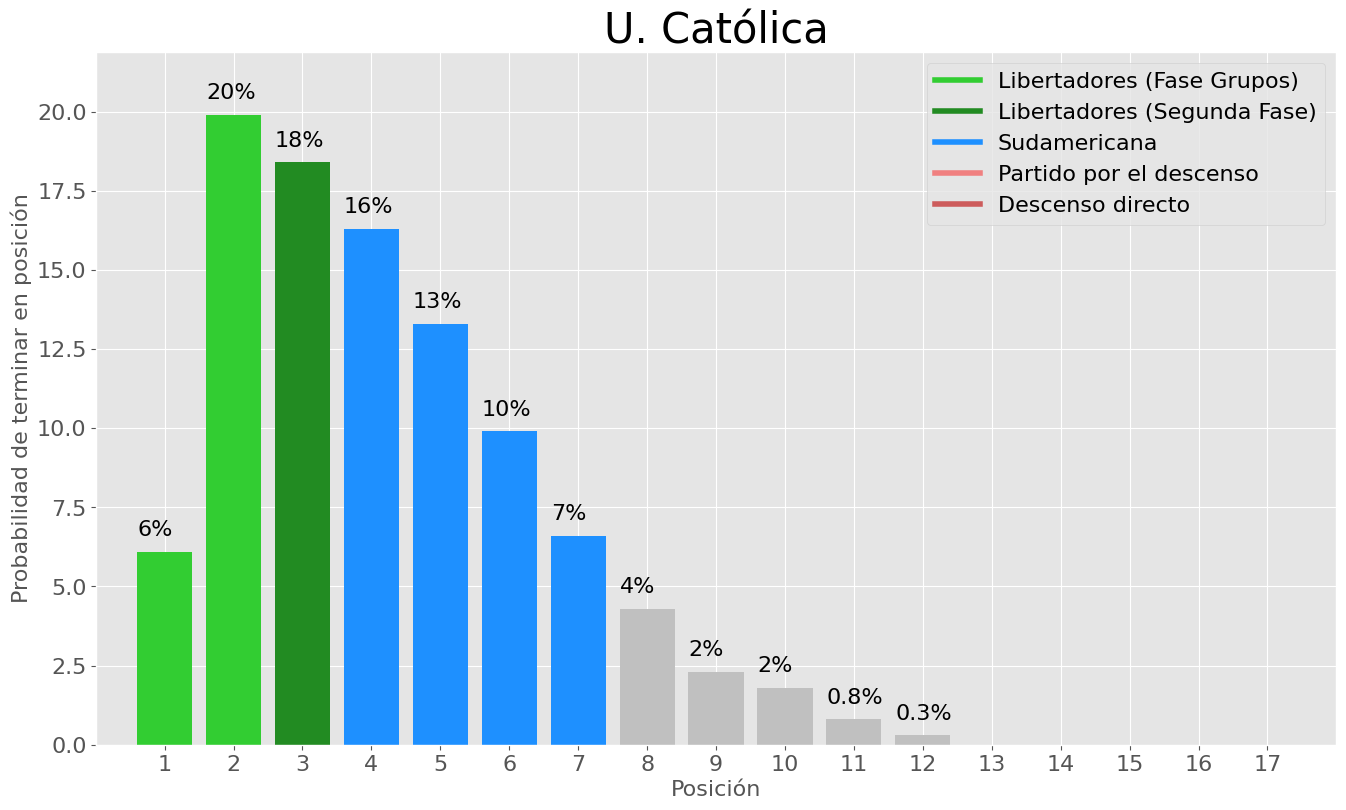 U. Católica
Libertadores (Fase Grupos)
Libertadores (Segunda Fase)
Sudamericana
Partido por el descenso
Descenso directo
Probabilidad de terminar en posición
20.0
17.5
15.0
12.5
10.0
7.5
5.0
2.5
0.0
6%
20%
18%
16%
13%
10%
7%
4%
2%
2%
0.8%
0.3%
1 2 3 4 5 6 7 8 9 10 11 12 13 14 15 16 17
Posición